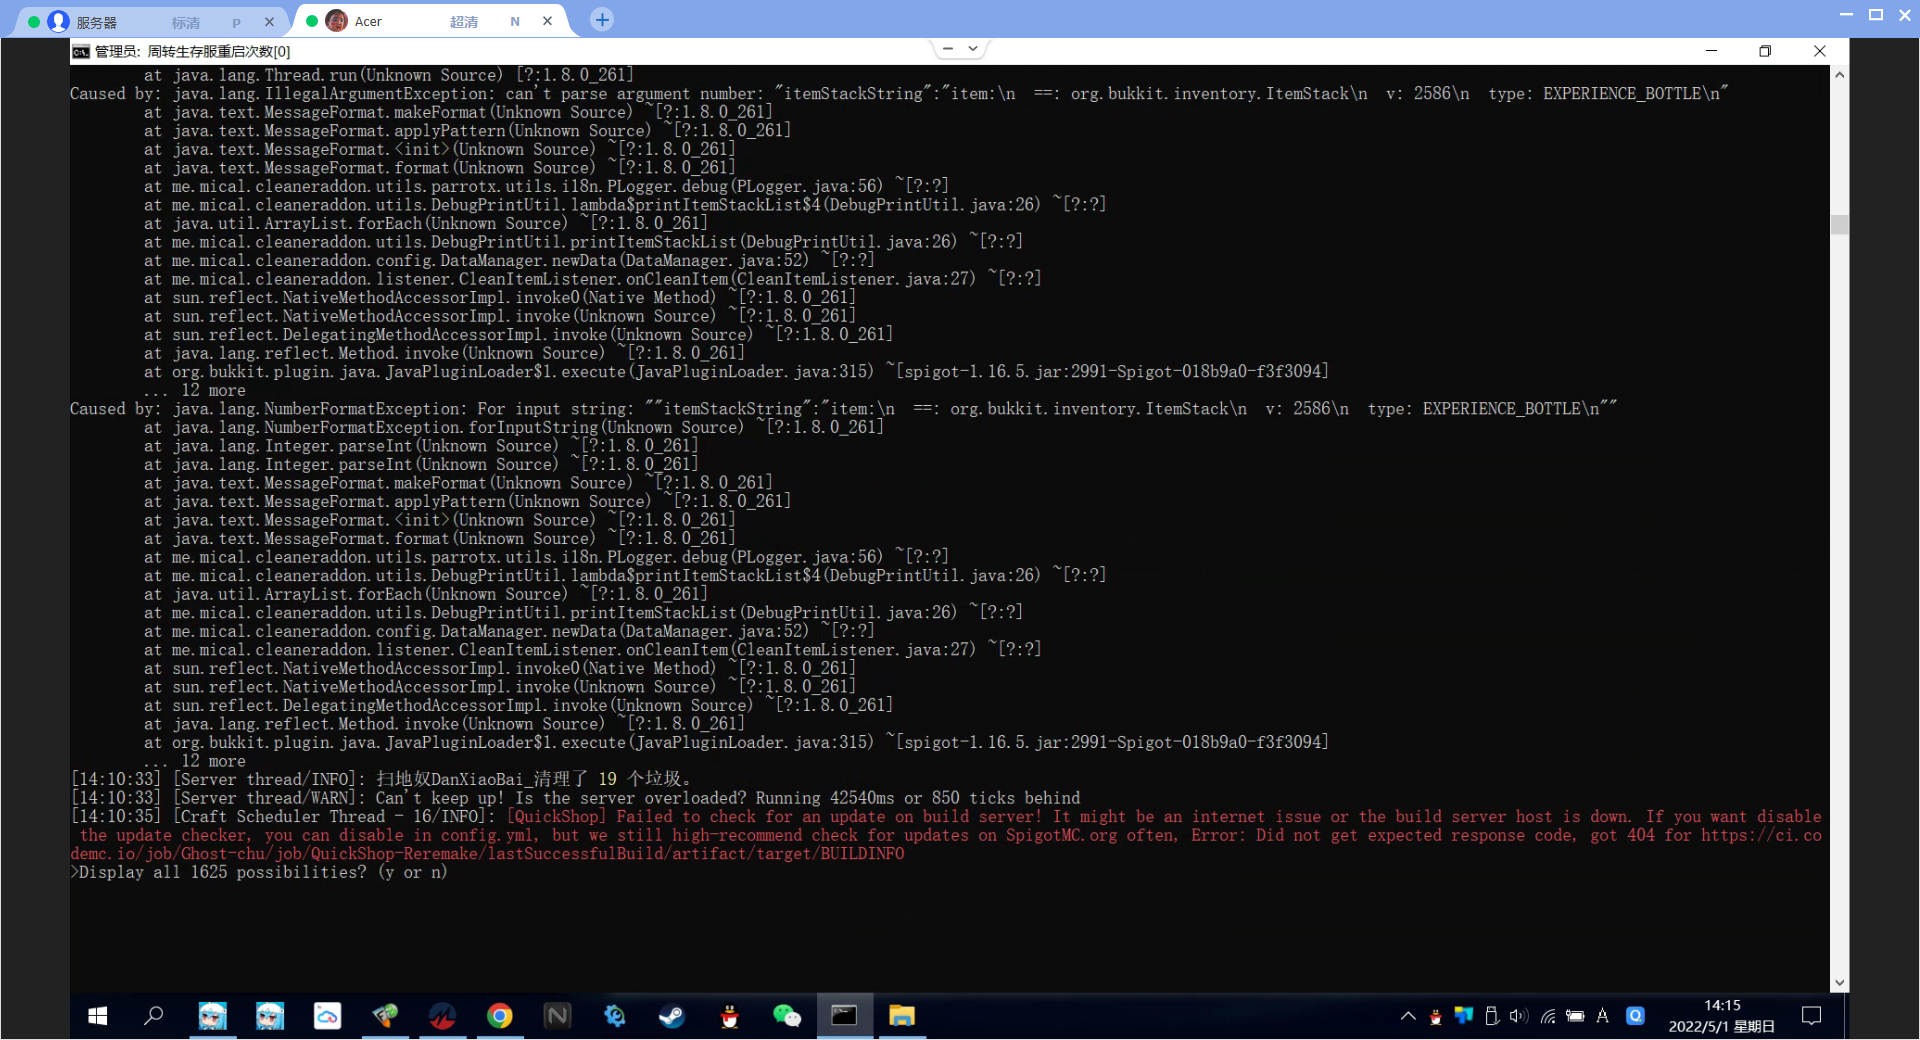 服务器 标清 P
Acer 超清 N
管理员: 周转生存服重启次数[0]
at java.lang.Thread.run(Unknown Source) [?:1.8.0_261]
Caused by: java.lang.IllegalArgumentException: can't parse argument number: "itemStackString":"item:\n  ==: org.bukkit.inventory.ItemStack\n  v: 2586\n  type: EXPERIENCE_BOTTLE\n"
at java.text.MessageFormat.makeFormat(Unknown Source) ~[?:1.8.0_261]
at java.text.MessageFormat.applyPattern(Unknown Source) ~[?:1.8.0_261]
at java.text.MessageFormat.<init>(Unknown Source) ~[?:1.8.0_261]
at java.text.MessageFormat.format(Unknown Source) ~[?:1.8.0_261]
at me.mical.cleaneraddon.utils.parrotx.utils.i18n.PLogger.debug(PLogger.java:56) ~[?:?]
at me.mical.cleaneraddon.utils.DebugPrintUtil.lambda$printItemStackList$4(DebugPrintUtil.java:26) ~[?:?]
at java.util.ArrayList.forEach(Unknown Source) ~[?:1.8.0_261]
at me.mical.cleaneraddon.utils.DebugPrintUtil.printItemStackList(DebugPrintUtil.java:26) ~[?:?]
at me.mical.cleaneraddon.config.DataManager.newData(DataManager.java:52) ~[?:?]
at me.mical.cleaneraddon.listener.CleanItemListener.onCleanItem(CleanItemListener.java:27) ~[?:?]
at sun.reflect.NativeMethodAccessorImpl.invoke0(Native Method) ~[?:1.8.0_261]
at sun.reflect.NativeMethodAccessorImpl.invoke(Unknown Source) ~[?:1.8.0_261]
at sun.reflect.DelegatingMethodAccessorImpl.invoke(Unknown Source) ~[?:1.8.0_261]
at java.lang.reflect.Method.invoke(Unknown Source) ~[?:1.8.0_261]
at org.bukkit.plugin.java.JavaPluginLoader$1.execute(JavaPluginLoader.java:315) ~[spigot-1.16.5.jar:2991-Spigot-018b9a0-f3f3094]
... 12 more
Caused by: java.lang.NumberFormatException: For input string: ""itemStackString":"item:\n  ==: org.bukkit.inventory.ItemStack\n  v: 2586\n  type: EXPERIENCE_BOTTLE\n""
at java.lang.NumberFormatException.forInputString(Unknown Source) ~[?:1.8.0_261]
at java.lang.Integer.parseInt(Unknown Source) ~[?:1.8.0_261]
at java.lang.Integer.parseInt(Unknown Source) ~[?:1.8.0_261]
at java.text.MessageFormat.makeFormat(Unknown Source) ~[?:1.8.0_261]
at java.text.MessageFormat.applyPattern(Unknown Source) ~[?:1.8.0_261]
at java.text.MessageFormat.<init>(Unknown Source) ~[?:1.8.0_261]
at java.text.MessageFormat.format(Unknown Source) ~[?:1.8.0_261]
at me.mical.cleaneraddon.utils.parrotx.utils.i18n.PLogger.debug(PLogger.java:56) ~[?:?]
at me.mical.cleaneraddon.utils.DebugPrintUtil.lambda$printItemStackList$4(DebugPrintUtil.java:26) ~[?:?]
at java.util.ArrayList.forEach(Unknown Source) ~[?:1.8.0_261]
at me.mical.cleaneraddon.utils.DebugPrintUtil.printItemStackList(DebugPrintUtil.java:26) ~[?:?]
at me.mical.cleaneraddon.config.DataManager.newData(DataManager.java:52) ~[?:?]
at me.mical.cleaneraddon.listener.CleanItemListener.onCleanItem(CleanItemListener.java:27) ~[?:?]
at sun.reflect.NativeMethodAccessorImpl.invoke0(Native Method) ~[?:1.8.0_261]
at sun.reflect.NativeMethodAccessorImpl.invoke(Unknown Source) ~[?:1.8.0_261]
at sun.reflect.DelegatingMethodAccessorImpl.invoke(Unknown Source) ~[?:1.8.0_261]
at java.lang.reflect.Method.invoke(Unknown Source) ~[?:1.8.0_261]
at org.bukkit.plugin.java.JavaPluginLoader$1.execute(JavaPluginLoader.java:315) ~[spigot-1.16.5.jar:2991-Spigot-018b9a0-f3f3094]
... 12 more
[14:10:33] [Server thread/INFO]: 扫地奴DanXiaoBai_清理了 19 个垃圾。
[14:10:33] [Server thread/WARN]: Can't keep up! Is the server overloaded? Running 42540ms or 850 ticks behind
[14:10:35] [Craft Scheduler Thread - 16/INFO]: [QuickShop] Failed to check for an update on build server! It might be an internet issue or the build server host is down. If you want disable
the update checker, you can disable in config.yml, but we still high-recommend check for updates on SpigotMC.org often, Error: Did not get expected response code, got 404 for https://ci.co
demc.io/job/Ghost-chu/job/QuickShop-Reremake/lastSuccessfulBuild/artifact/target/BUILDINFO
>Display all 1625 possibilities? (y or n)
14:15
2022/5/1 星期日